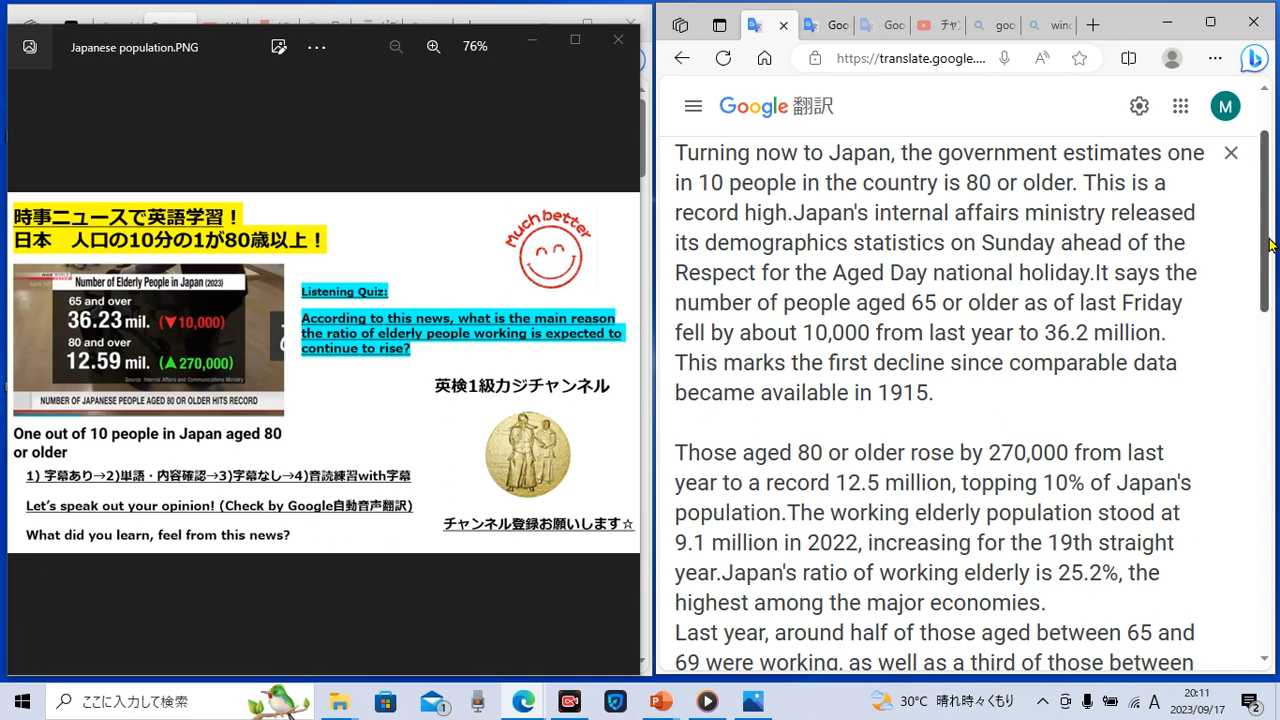 Japanese population.PNG
76%
時事ニュースで英語学習！
日本　人口の10分の1が80歳以上！
Number of Elderly People in Japan (2023)
65 and over
36.23 mil. (▼10,000)
80 and over
12.59 mil. (▲270,000)
Source: Internal Affairs and Communications Ministry
NUMBER OF JAPANESE PEOPLE AGED 80 OR OLDER HITS RECORD
One out of 10 people in Japan aged 80
or older
Much better
Listening Quiz:
According to this news, what is the main reason
the ratio of elderly people working is expected to
continue to rise?
英検1級カジチャンネル
1) 字幕あり→2)単語・内容確認→3)字幕なし→4)音読練習with字幕
Let's speak out your opinion! (Check by Google自動音声翻訳)
チャンネル登録お願いします☆
What did you learn, feel from this news?
Goo
Goo
チャ
goo
winc
https://translate.google....
Google 翻訳
M
Turning now to Japan, the government estimates one
in 10 people in the country is 80 or older. This is a
record high.Japan's internal affairs ministry released
its demographics statistics on Sunday ahead of the
Respect for the Aged Day national holiday.It says the
number of people aged 65 or older as of last Friday
fell by about 10,000 from last year to 36.2 million.
This marks the first decline since comparable data
became available in 1915.
Those aged 80 or older rose by 270,000 from last
year to a record 12.5 million, topping 10% of Japan's
population.The working elderly population stood at
9.1 million in 2022, increasing for the 19th straight
year.Japan's ratio of working elderly is 25.2%, the
highest among the major economies.
Last year, around half of those aged between 65 and
69 were working, as well as a third of those between
ここに入力して検索
1
30°C 晴れ時々くもり
A
20:11
2023/09/17
2